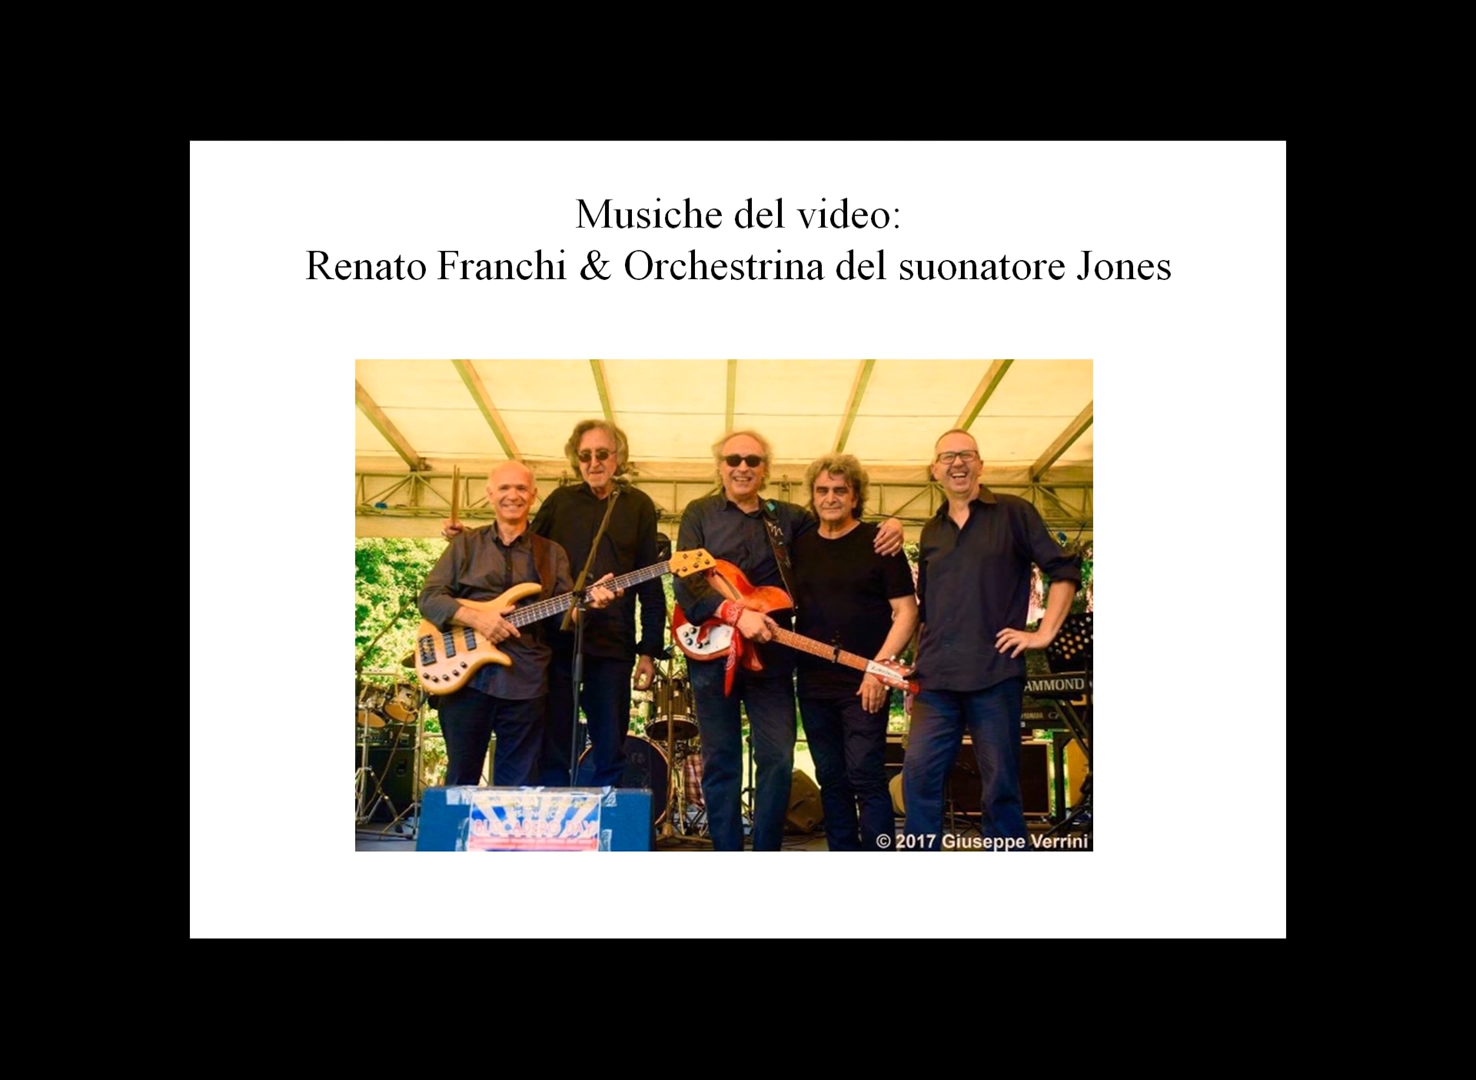 Musiche del video:
Renato Franchi & Orchestrina del suonatore Jones
AMMOND
© 2017 Giuseppe Verrini